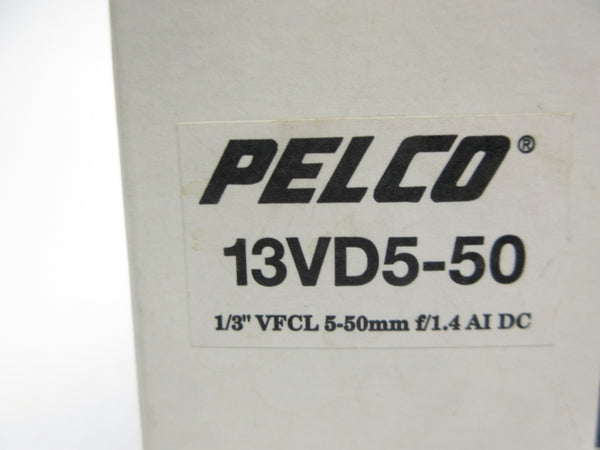 PELCO®
13VD5-50
1/3" VFCL 5-50mm f/1.4 AI DC